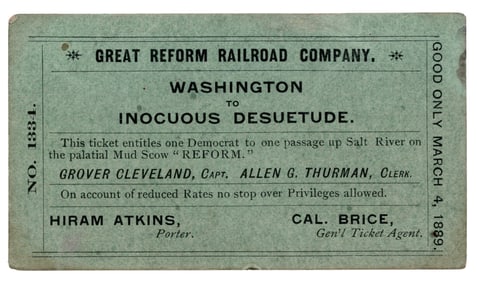 GREAT REFORM RAILROAD COMPANY.
WASHINGTON
TO
INOCUOUS DESUETUDE.
This ticket entitles one Democrat to one passage up Salt River on
the palatial Mud Scow "REFORM."
GROVER CLEVELAND, CAPT. ALLEN G. THURMAN, CLERK.
On account of reduced Rates no stop over Privileges allowed.
HIRAM ATKINS,
Porter.
CAL. BRICE,
Gen'l Ticket Agent.
NO. 1334.
GOOD ONLY MARCH 4, 1889.